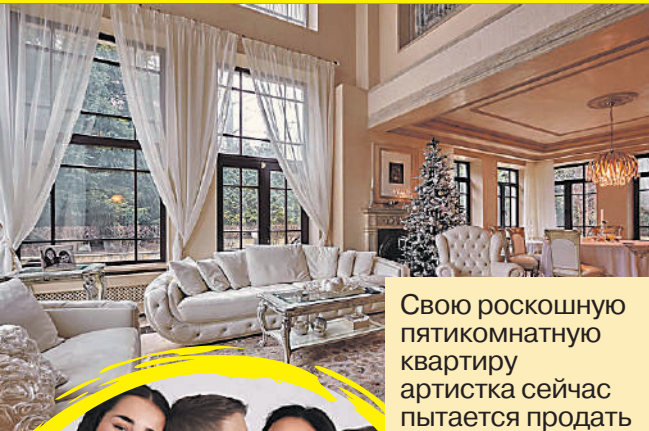 Свою роскошную
пятикомнатную
квартиру
артистка сейчас
пытается продать